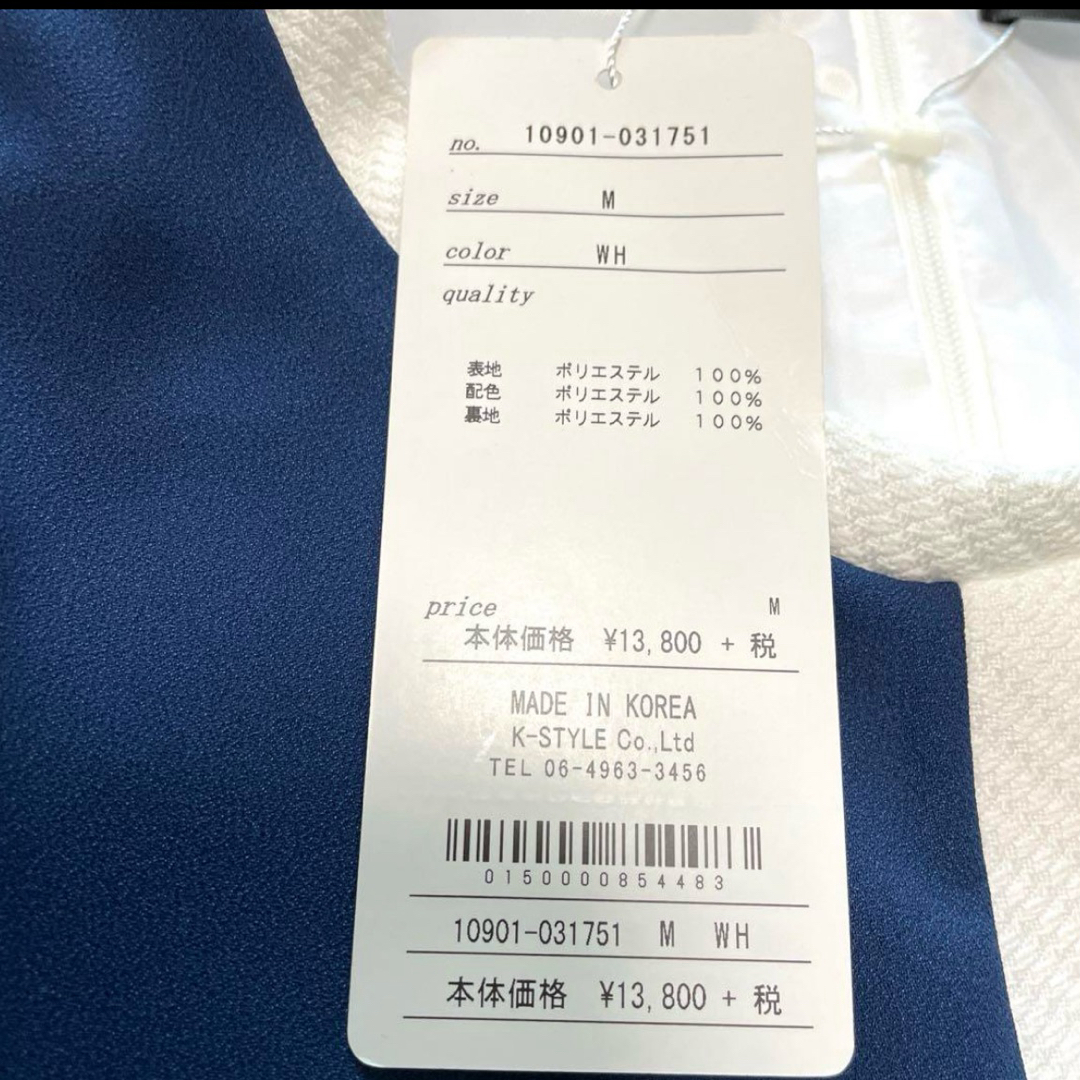 no. 10901-031751
size M
color WH
quality
表地 ポリエステル 100%
配色 ポリエステル 100%
裏地 ポリエステル 100%
price M
本体価格 ¥13,800 + 税
MADE IN KOREA
K-STYLE Co.,Ltd
TEL 06-4963-3456
0150000854483
10901-031751 M WH
本体価格 ¥13,800 + 税